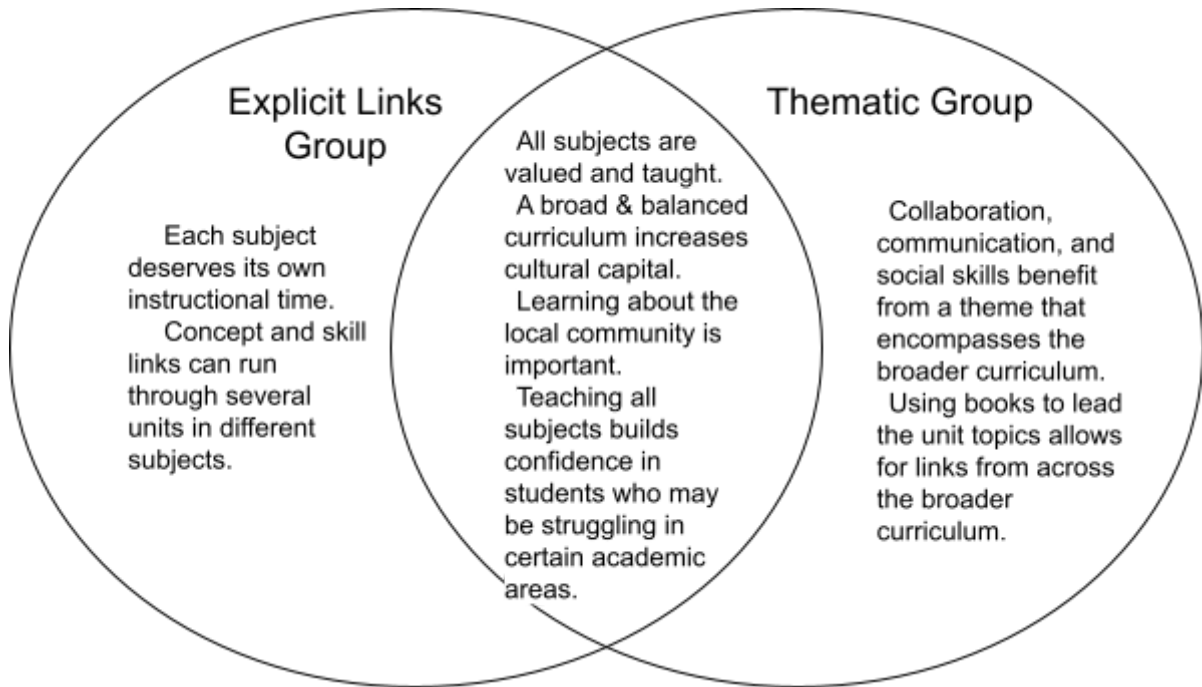 Explicit Links
Group
Each subject
deserves its own
instructional time.
Concept and skill
links can run
through several
units in different
subjects.
All subjects are
valued and taught.
A broad & balanced
curriculum increases
cultural capital.
Learning about the
local community is
important.
Teaching all
subjects builds
confidence in
students who may
be struggling in
certain academic
areas.
Thematic Group
Collaboration,
communication, and
social skills benefit
from a theme that
encompasses the
broader curriculum.
Using books to lead
the unit topics allows
for links from across
the broader
curriculum.